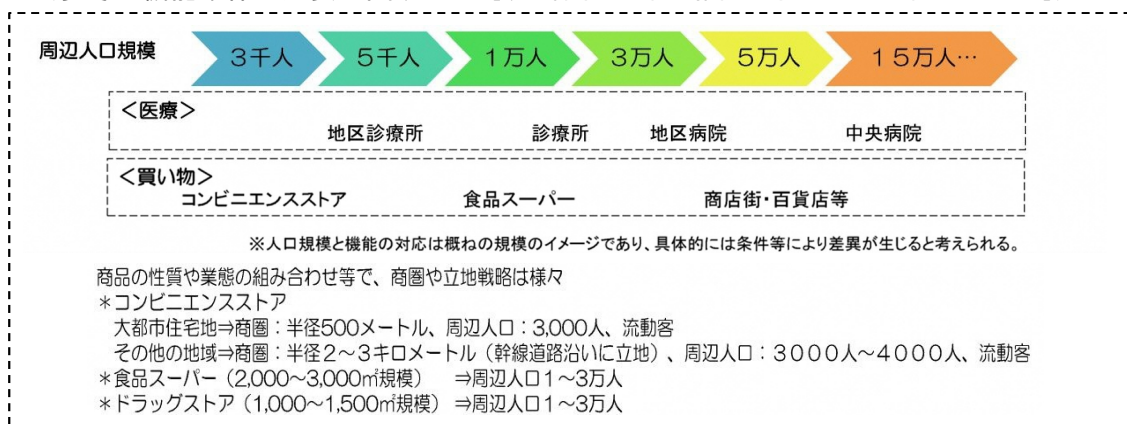 周辺人口規模 3千人 5千人 1万人 3万人 5万人 15万人…
<医療>
地区診療所 診療所 地区病院 中央病院
<買い物>
コンビニエンスストア 食品スーパー 商店街・百貨店等
※人口規模と機能の対応は概ねの規模のイメージであり、具体的には条件等により差異が生じると考えられる。
商品の性質や業態の組み合わせ等で、商圏や立地戦略は様々
*コンビニエンスストア
大都市住宅地⇒商圏:半径500メートル、周辺人口:3,000人、流動客
その他の地域⇒商圏:半径2~3キロメートル(幹線道路沿いに立地)、周辺人口:3000人~4000人、流動客
*食品スーパー(2,000~3,000㎡規模) ⇒周辺人口1~3万人
*ドラッグストア(1,000~1,500㎡規模) ⇒周辺人口1~3万人